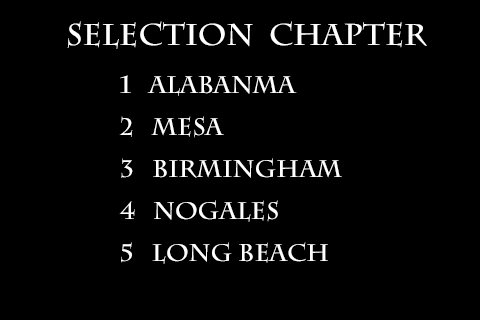 SELECTION CHAPTER
1 ALABANMA
2 MESA
3 BIRMINGHAM
4 NOGALES
5 LONG BEACH